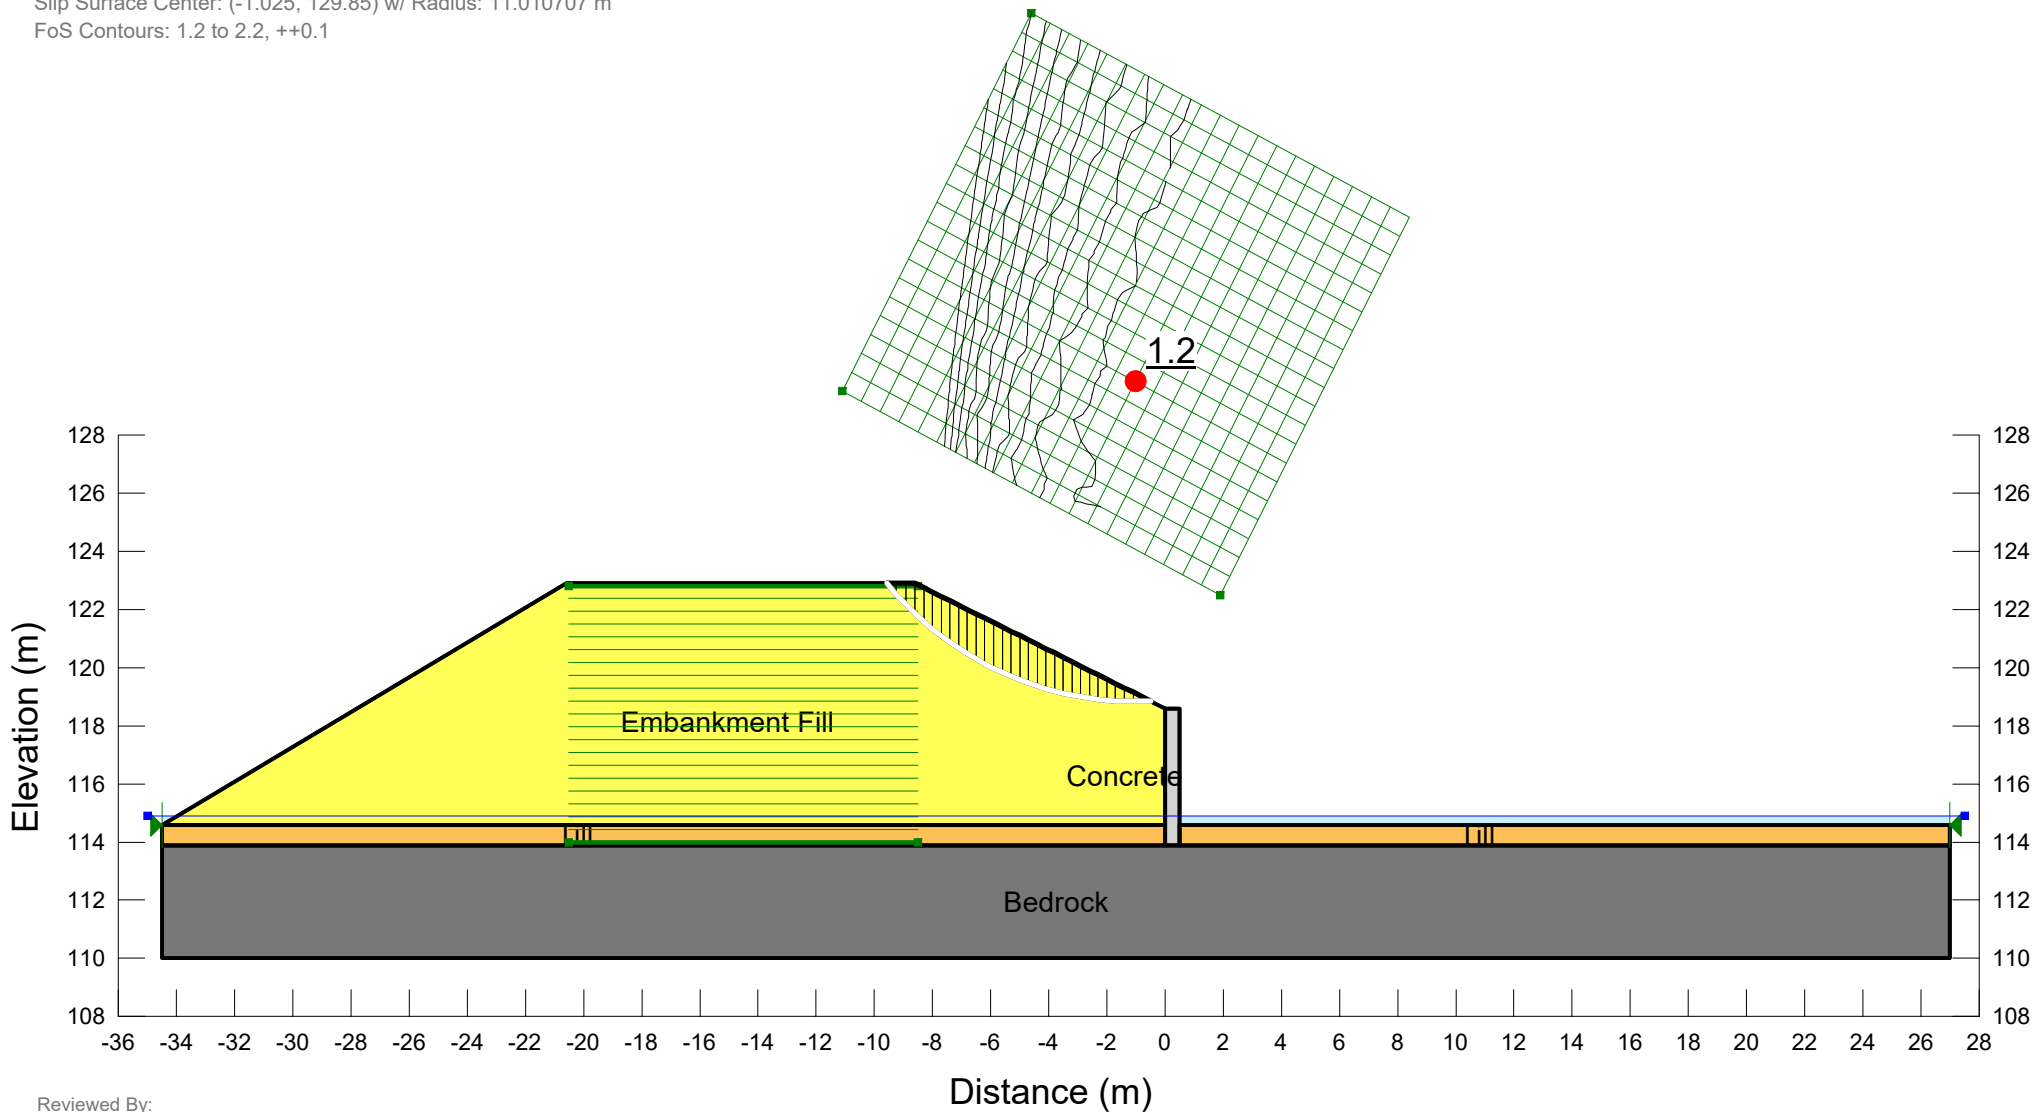 Slip Surface Center: (-1.025, 129.85) w/ Radius: 11.010707 m
FoS Contours: 1.2 to 2.2, ++0.1
1.2
128 128
126 126
124 124
122 122
120 120
118 118
116 116
114 114
112 112
110 110
108 108
Elevation (m)
Embankment Fill
Concrete
Till
Till
Bedrock
-36 -34 -32 -30 -28 -26 -24 -22 -20 -18 -16 -14 -12 -10 -8 -6 -4 -2 0 2 4 6 8 10 12 14 16 18 20 22 24 26 28
Distance (m)
Reviewed By: